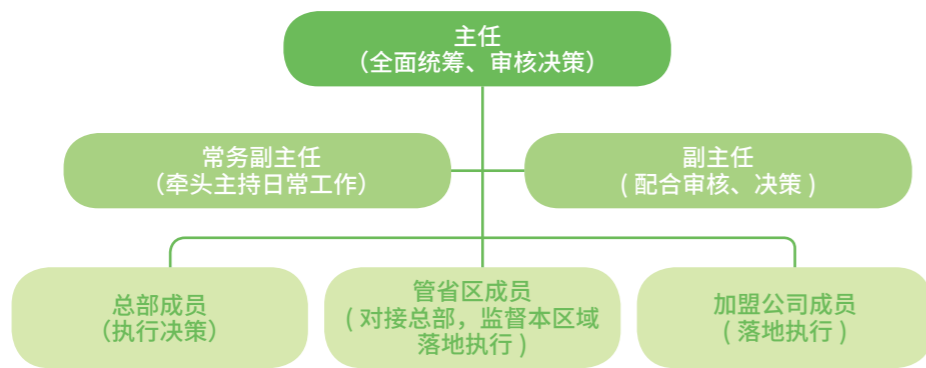 主任
（全面统筹、审核决策）
常务副主任
（牵头主持日常工作）
副主任
( 配合审核、决策 )
总部成员
（执行决策）
管省区成员
( 对接总部，监督本区域
落地执行 )
加盟公司成员
( 落地执行 )